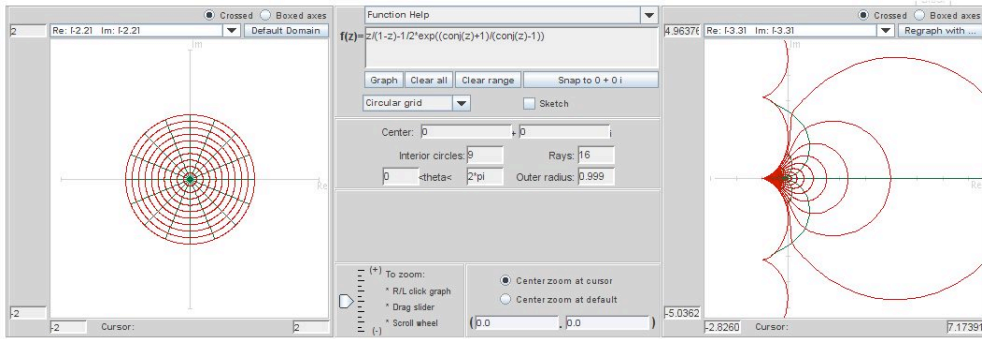 Crossed Boxed axes
2
Re: [-2.21 Im: [-2.21
Default Domain
Im
Re
-2
-2 Cursor: 2
Function Help
f(z)= z/(1-z)-1/2*exp((conj(z)+1)/(conj(z)-1))
Graph Clear all Clear range Snap to 0 + 0 i
Circular grid Sketch
Center: 0 + 0 i
Interior circles: 9 Rays: 16
0 <theta< 2*pi Outer radius: 0.999
(+) To zoom:
* R/L click graph
* Drag slider
* Scroll wheel
(-)
Center zoom at cursor
Center zoom at default
( 0.0 , 0.0 )
Crossed Boxed axes
4.96376
Re: [-3.31 Im: [-3.31
Regraph with ...
Im
Re
-5.0362
-2.8260 Cursor: 7.17391